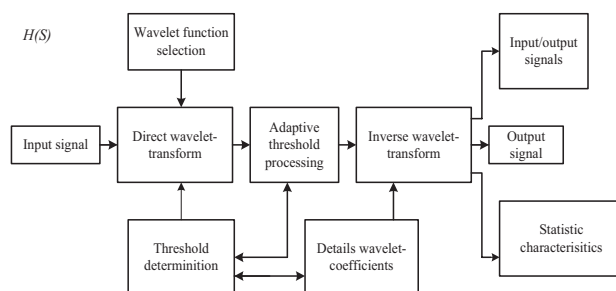 H(S)
Wavelet function
selection
Input/output
signals
Input signal
Direct wavelet-
transform
Adaptive
threshold
processing
Inverse wavelet-
transform
Output
signal
Threshold
determinition
Details wavelet-
coefficients
Statistic
characterisitics